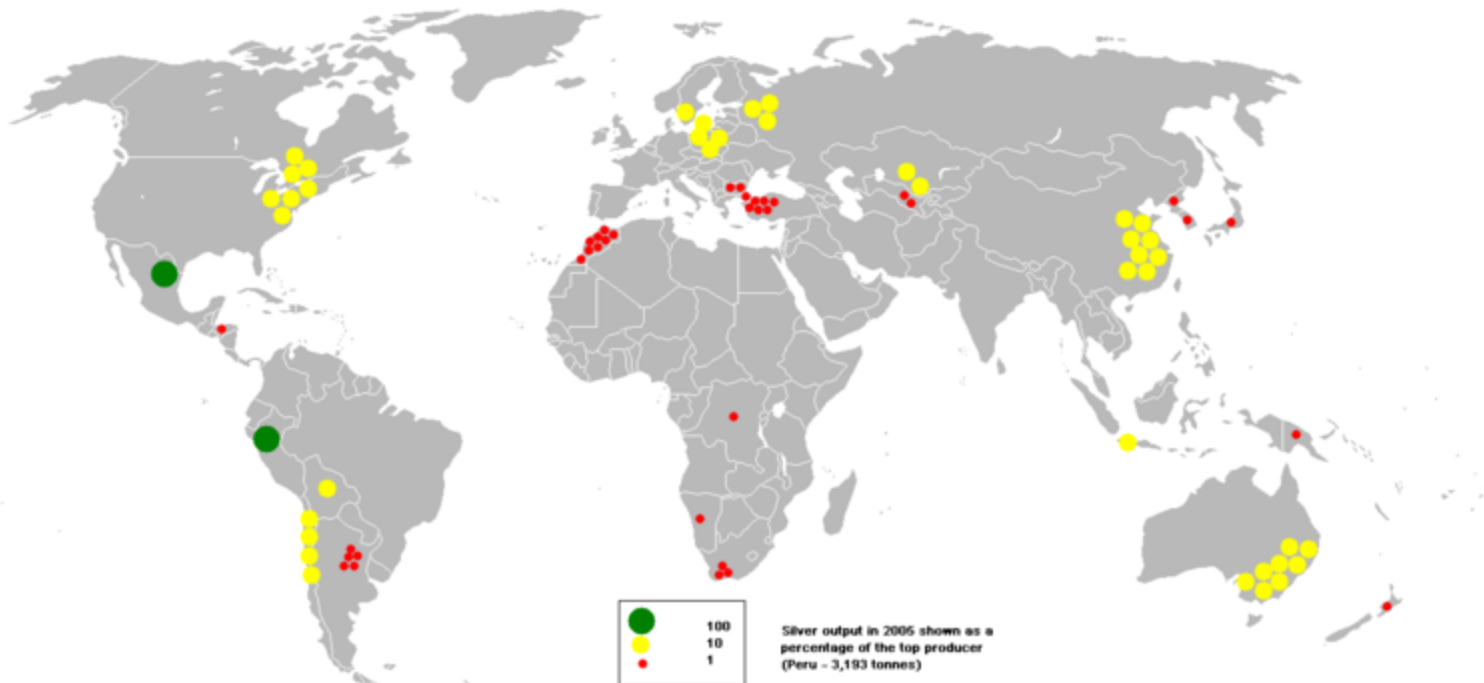 100
10
1
Silver output in 2005 shown as a
percentage of the top producer
(Peru - 3,193 tonnes)